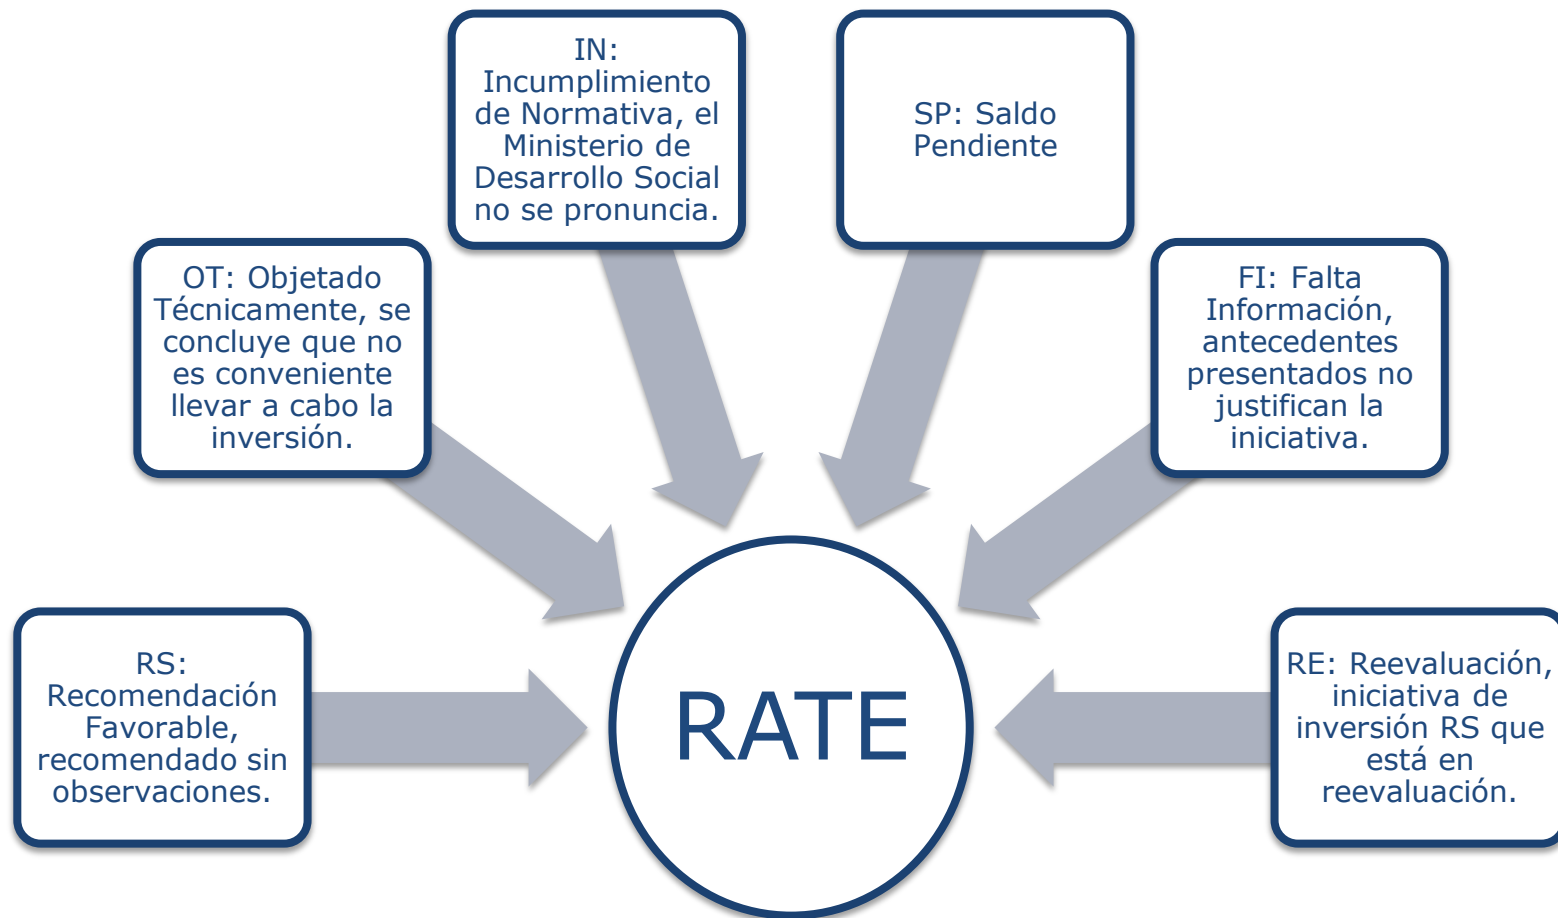 IN:
Incumplimiento
de Normativa, el
Ministerio de
Desarrollo Social
no se pronuncia.
SP: Saldo
Pendiente
OT: Objetado
Técnicamente, se
concluye que no
es conveniente
llevar a cabo la
inversión.
FI: Falta
Información,
antecedentes
presentados no
justifican la
iniciativa.
RS:
Recomendación
Favorable,
recomendado sin
observaciones.
RATE
RE: Reevaluación,
iniciativa de
inversión RS que
está en
reevaluación.